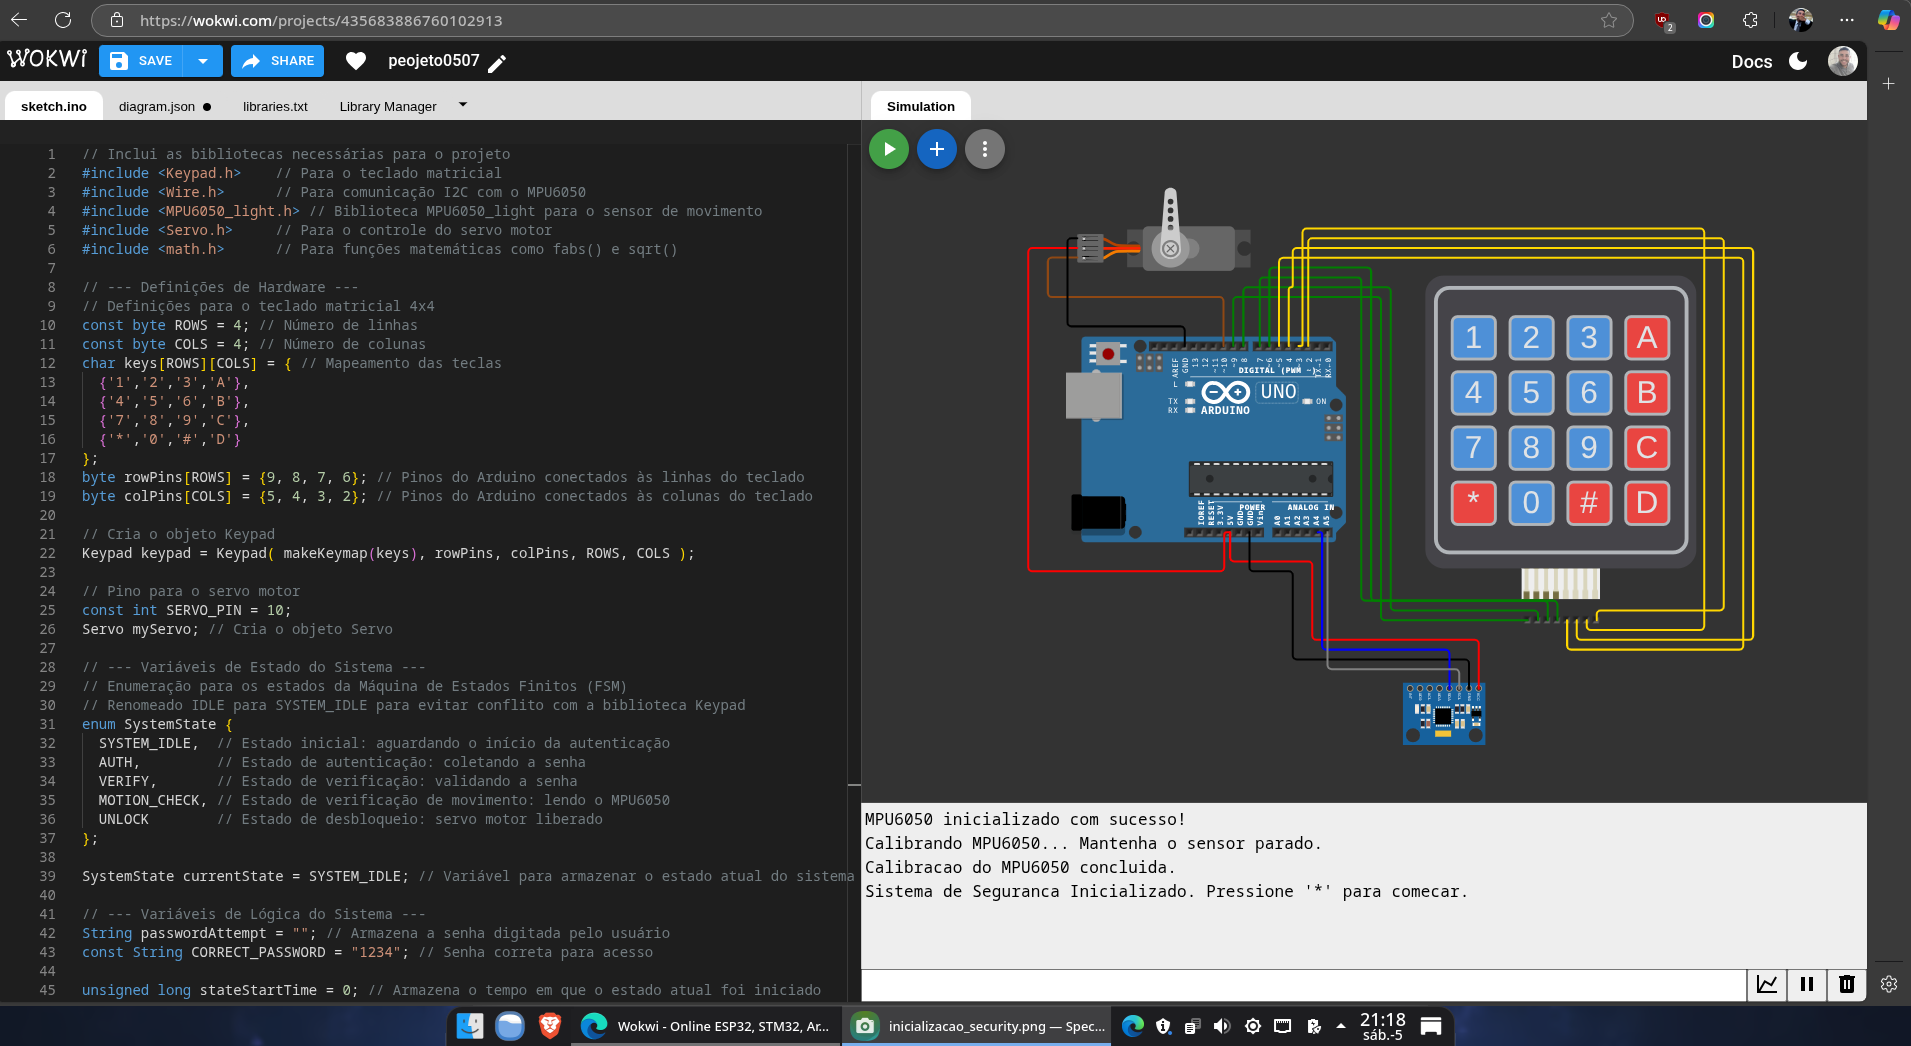 https://wokwi.com/projects/435683886760102913
2
WOKWI
SAVE
SHARE
peojeto0507
Docs
sketch.ino
diagram.json
libraries.txt
Library Manager
1 // Inclui as bibliotecas necessárias para o projeto
2 #include <Keypad.h> // Para o teclado matricial
3 #include <Wire.h> // Para comunicação I2C com o MPU6050
4 #include <MPU6050_light.h> // Biblioteca MPU6050_light para o sensor de movimento
5 #include <Servo.h> // Para o controle do servo motor
6 #include <math.h> // Para funções matemáticas como fabs() e sqrt()
7
8 // --- Definições de Hardware ---
9 // Definições para o teclado matricial 4x4
10 const byte ROWS = 4; // Número de linhas
11 const byte COLS = 4; // Número de colunas
12 char keys[ROWS][COLS] = { // Mapeamento das teclas
13 {'1','2','3','A'},
14 {'4','5','6','B'},
15 {'7','8','9','C'},
16 {'*','0','#','D'}
17 };
18 byte rowPins[ROWS] = {9, 8, 7, 6}; // Pinos do Arduino conectados às linhas do teclado
19 byte colPins[COLS] = {5, 4, 3, 2}; // Pinos do Arduino conectados às colunas do teclado
20
21 // Cria o objeto Keypad
22 Keypad keypad = Keypad( makeKeymap(keys), rowPins, colPins, ROWS, COLS );
23
24 // Pino para o servo motor
25 const int SERVO_PIN = 10;
26 Servo myServo; // Cria o objeto Servo
27
28 // --- Variáveis de Estado do Sistema ---
29 // Enumeração para os estados da Máquina de Estados Finitos (FSM)
30 // Renomeado IDLE para SYSTEM_IDLE para evitar conflito com a biblioteca Keypad
31 enum SystemState {
32 SYSTEM_IDLE, // Estado inicial: aguardando o início da autenticação
33 AUTH, // Estado de autenticação: coletando a senha
34 VERIFY, // Estado de verificação: validando a senha
35 MOTION_CHECK, // Estado de verificação de movimento: lendo o MPU6050
36 UNLOCK // Estado de desbloqueio: servo motor liberado
37 };
38
39 SystemState currentState = SYSTEM_IDLE; // Variável para armazenar o estado atual do sistema
40
41 // --- Variáveis de Lógica do Sistema ---
42 String passwordAttempt = ""; // Armazena a senha digitada pelo usuário
43 const String CORRECT_PASSWORD = "1234"; // Senha correta para acesso
44
45 unsigned long stateStartTime = 0; // Armazena o tempo em que o estado atual foi iniciado
Simulation
AREF
GND
13
12
~11
~10
~9
8
7
~6
~5
4
~3
2
TX→1
RX←0
DIGITAL (PWM ~)
L
TX
RX
UNO
ON
ARDUINO
IOREF
RESET
3.3V
5V
GND
GND
Vin
POWER
ANALOG IN
A0
A1
A2
A3
A4
A5
1 2 3 A
4 5 6 B
7 8 9 C
* 0 # D
MPU6050 inicializado com sucesso!
Calibrando MPU6050... Mantenha o sensor parado.
Calibracao do MPU6050 concluida.
Sistema de Seguranca Inicializado. Pressione '*' para comecar.
Wokwi - Online ESP32, STM32, Ar...
inicializacao_security.png — Spec...
21:18
sáb.-5